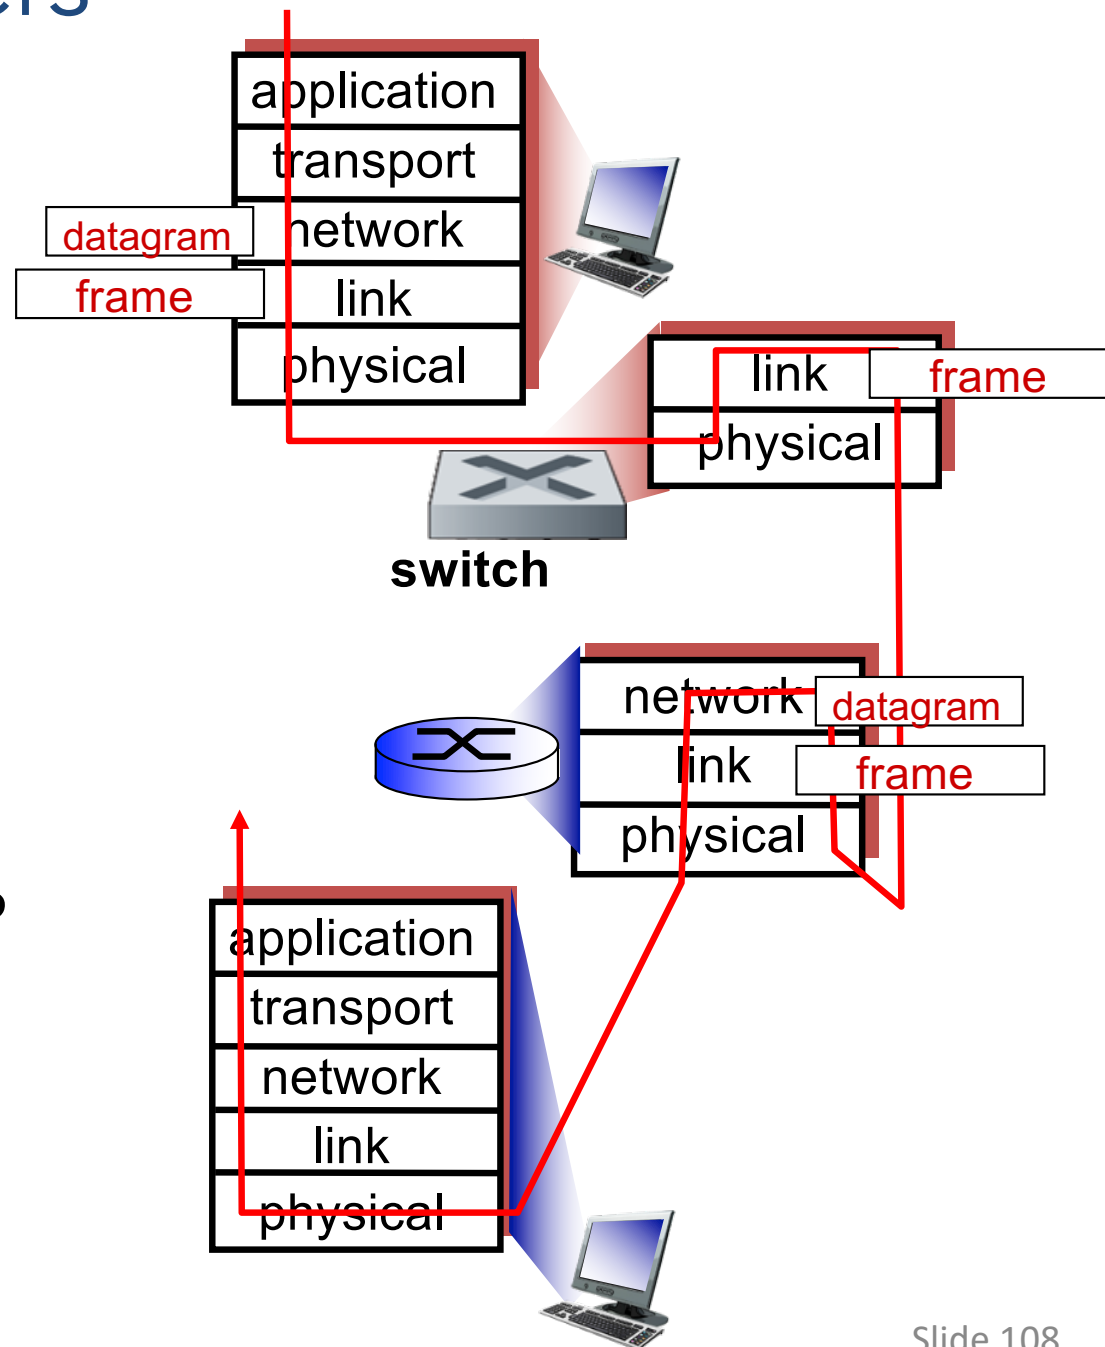 ers
application
transport
datagram network
frame link
physical
link frame
physical
switch
network datagram
link frame
physical
application
transport
network
link
physical
Slide 108